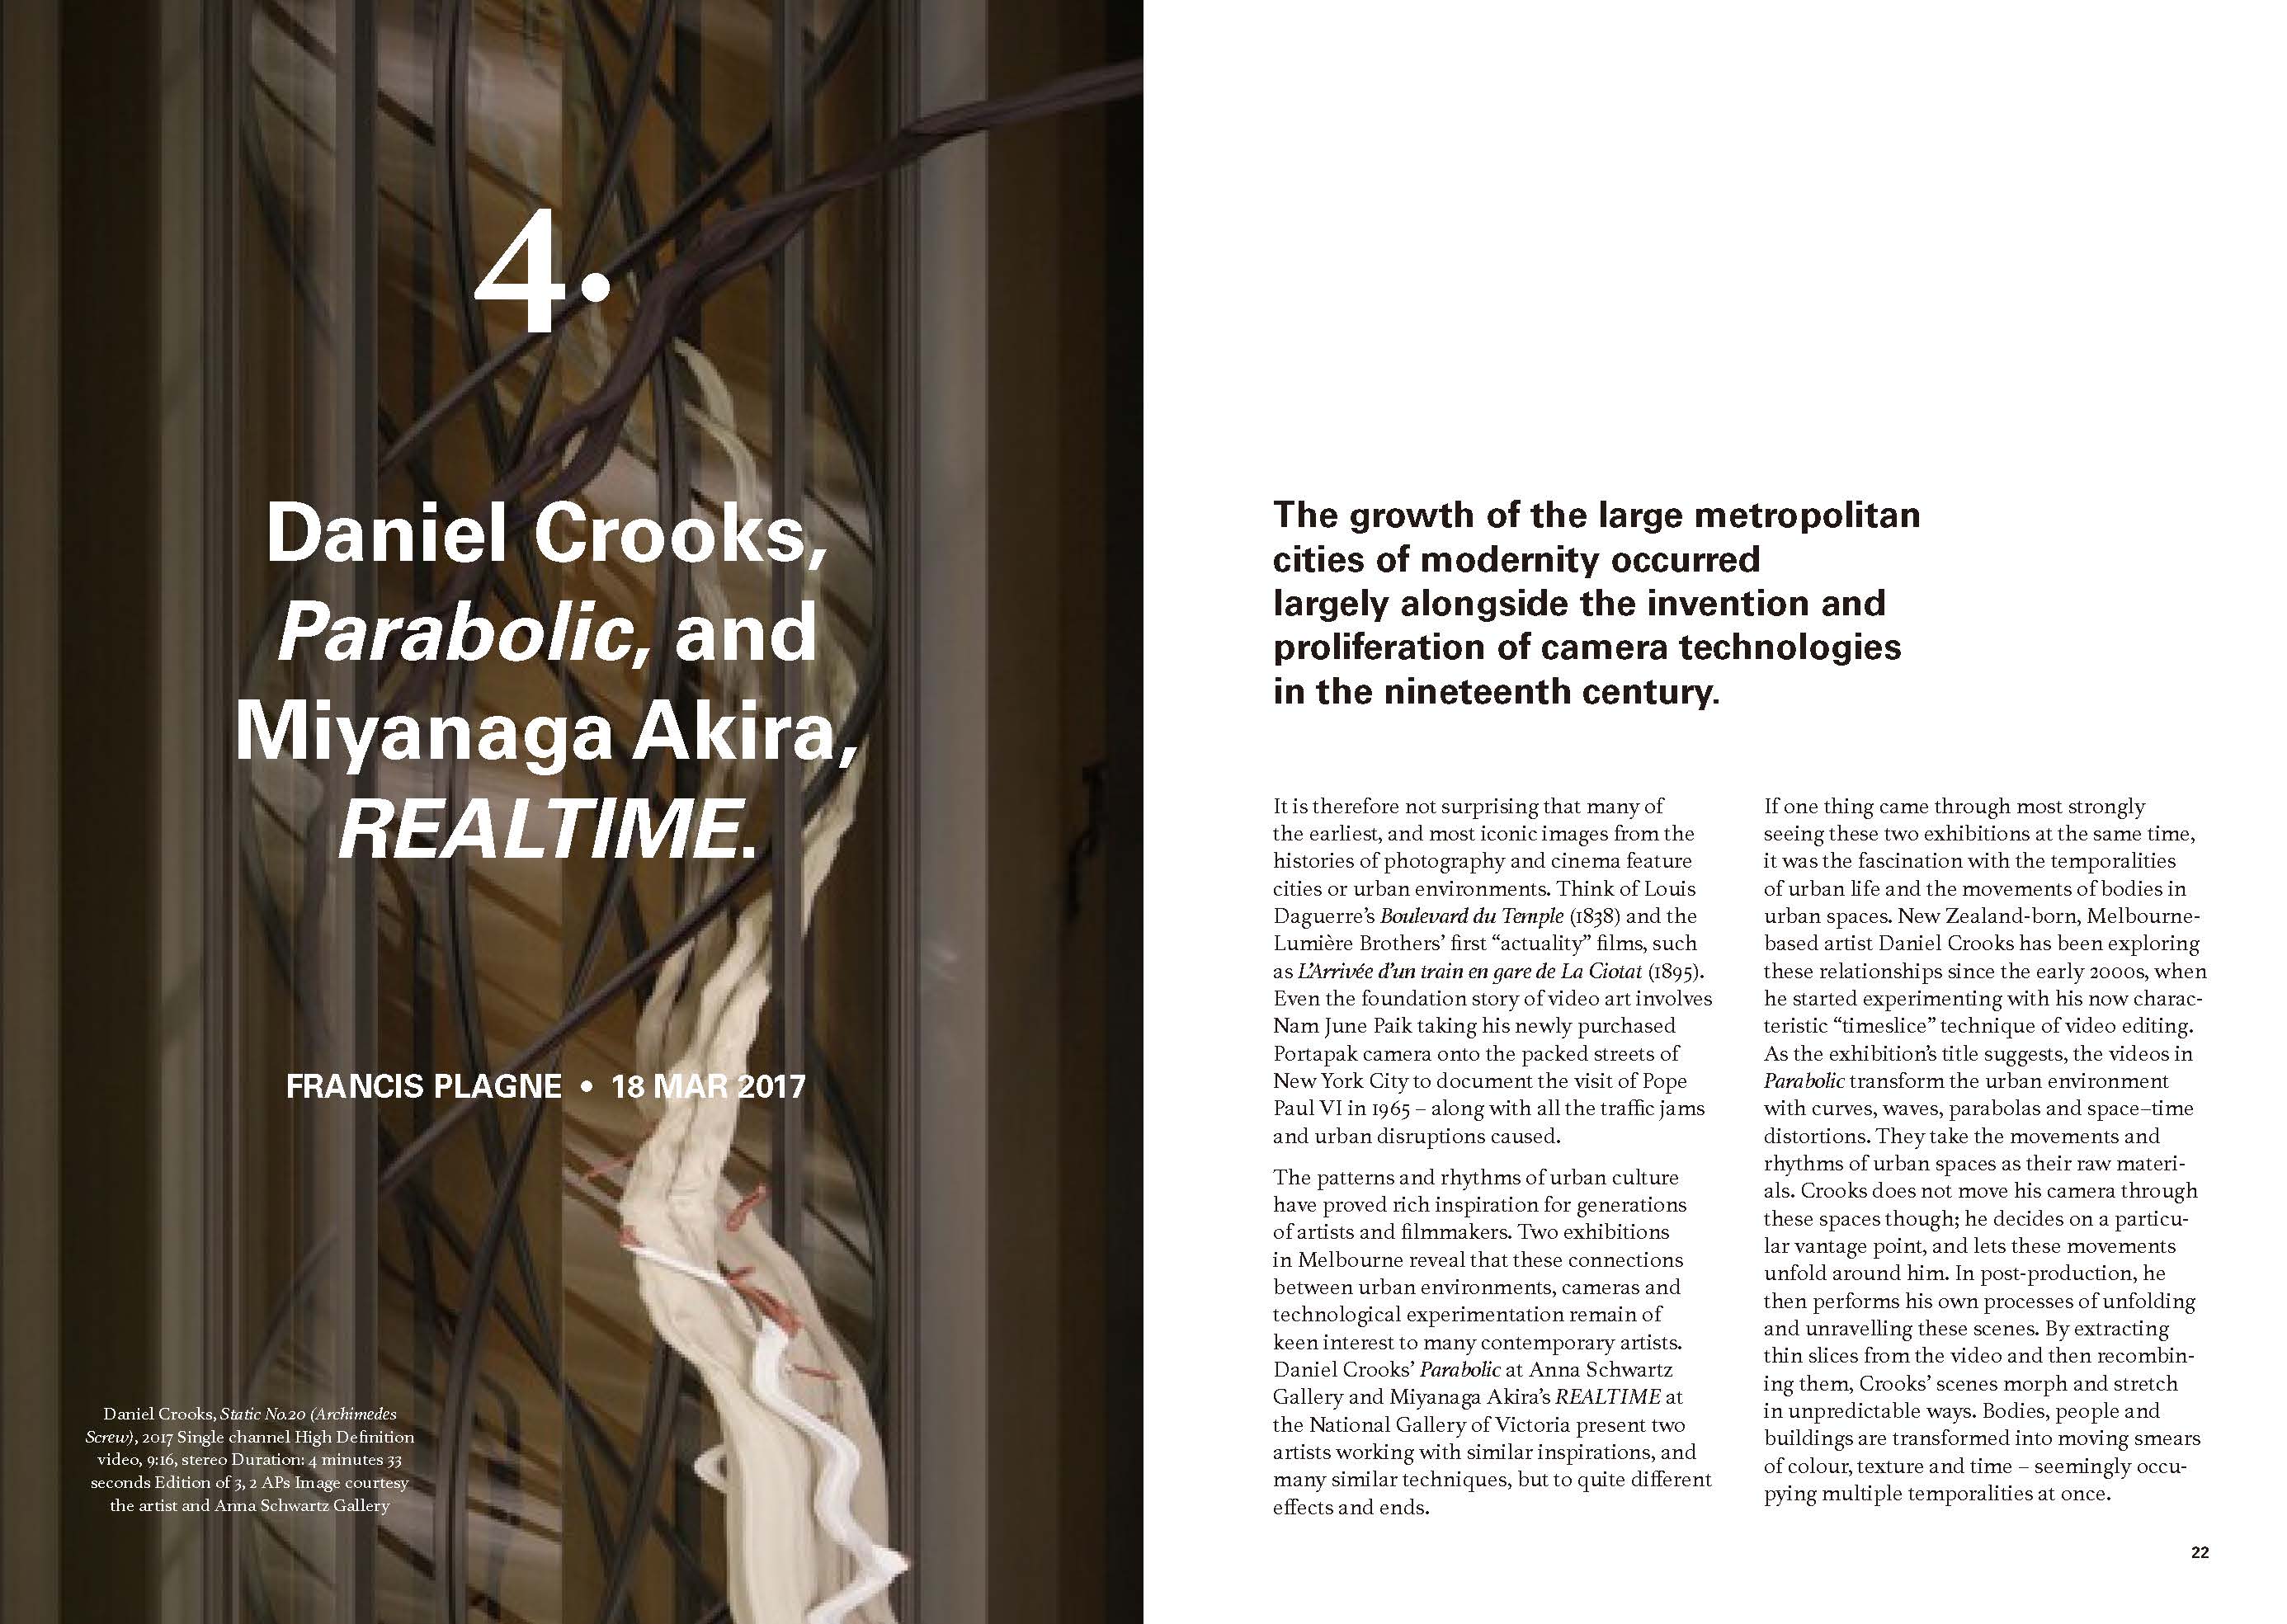 4.
Daniel Crooks,
Parabolic, and
Miyanaga Akira,
REALTIME.
FRANCIS PLAGNE • 18 MAR 2017
Daniel Crooks, Static No.20 (Archimedes
Screw), 2017 Single channel High Definition
video, 9:16, stereo Duration: 4 minutes 33
seconds Edition of 3, 2 APs Image courtesy
the artist and Anna Schwartz Gallery
The growth of the large metropolitan
cities of modernity occurred
largely alongside the invention and
proliferation of camera technologies
in the nineteenth century.
It is therefore not surprising that many of
the earliest, and most iconic images from the
histories of photography and cinema feature
cities or urban environments. Think of Louis
Daguerre’s Boulevard du Temple (1838) and the
Lumière Brothers’ first “actuality” films, such
as L’Arrivée d’un train en gare de La Ciotat (1895).
Even the foundation story of video art involves
Nam June Paik taking his newly purchased
Portapak camera onto the packed streets of
New York City to document the visit of Pope
Paul VI in 1965 – along with all the traffic jams
and urban disruptions caused.
The patterns and rhythms of urban culture
have proved rich inspiration for generations
of artists and filmmakers. Two exhibitions
in Melbourne reveal that these connections
between urban environments, cameras and
technological experimentation remain of
keen interest to many contemporary artists.
Daniel Crooks’ Parabolic at Anna Schwartz
Gallery and Miyanaga Akira’s REALTIME at
the National Gallery of Victoria present two
artists working with similar inspirations, and
many similar techniques, but to quite different
effects and ends.
If one thing came through most strongly
seeing these two exhibitions at the same time,
it was the fascination with the temporalities
of urban life and the movements of bodies in
urban spaces. New Zealand-born, Melbourne-
based artist Daniel Crooks has been exploring
these relationships since the early 2000s, when
he started experimenting with his now charac-
teristic “timeslice” technique of video editing.
As the exhibition’s title suggests, the videos in
Parabolic transform the urban environment
with curves, waves, parabolas and space–time
distortions. They take the movements and
rhythms of urban spaces as their raw materi-
als. Crooks does not move his camera through
these spaces though; he decides on a particu-
lar vantage point, and lets these movements
unfold around him. In post-production, he
then performs his own processes of unfolding
and unravelling these scenes. By extracting
thin slices from the video and then recombin-
ing them, Crooks’ scenes morph and stretch
in unpredictable ways. Bodies, people and
buildings are transformed into moving smears
of colour, texture and time – seemingly occu-
pying multiple temporalities at once.
22